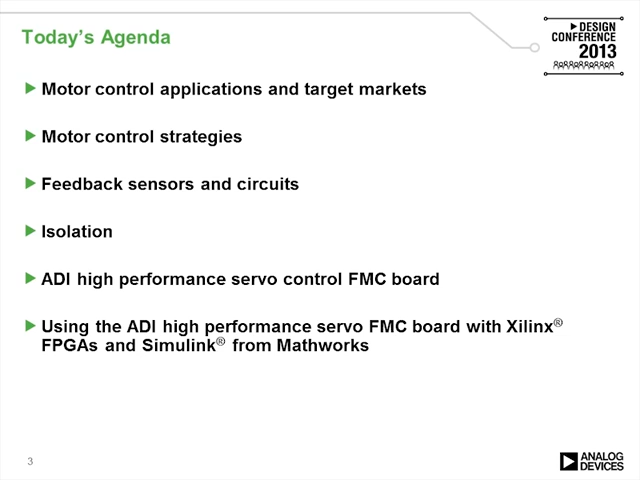 Today's Agenda
DESIGN
CONFERENCE
2013
Motor control applications and target markets
Motor control strategies
Feedback sensors and circuits
Isolation
ADI high performance servo control FMC board
Using the ADI high performance servo FMC board with Xilinx®
FPGAs and Simulink® from Mathworks
3
ANALOG
DEVICES